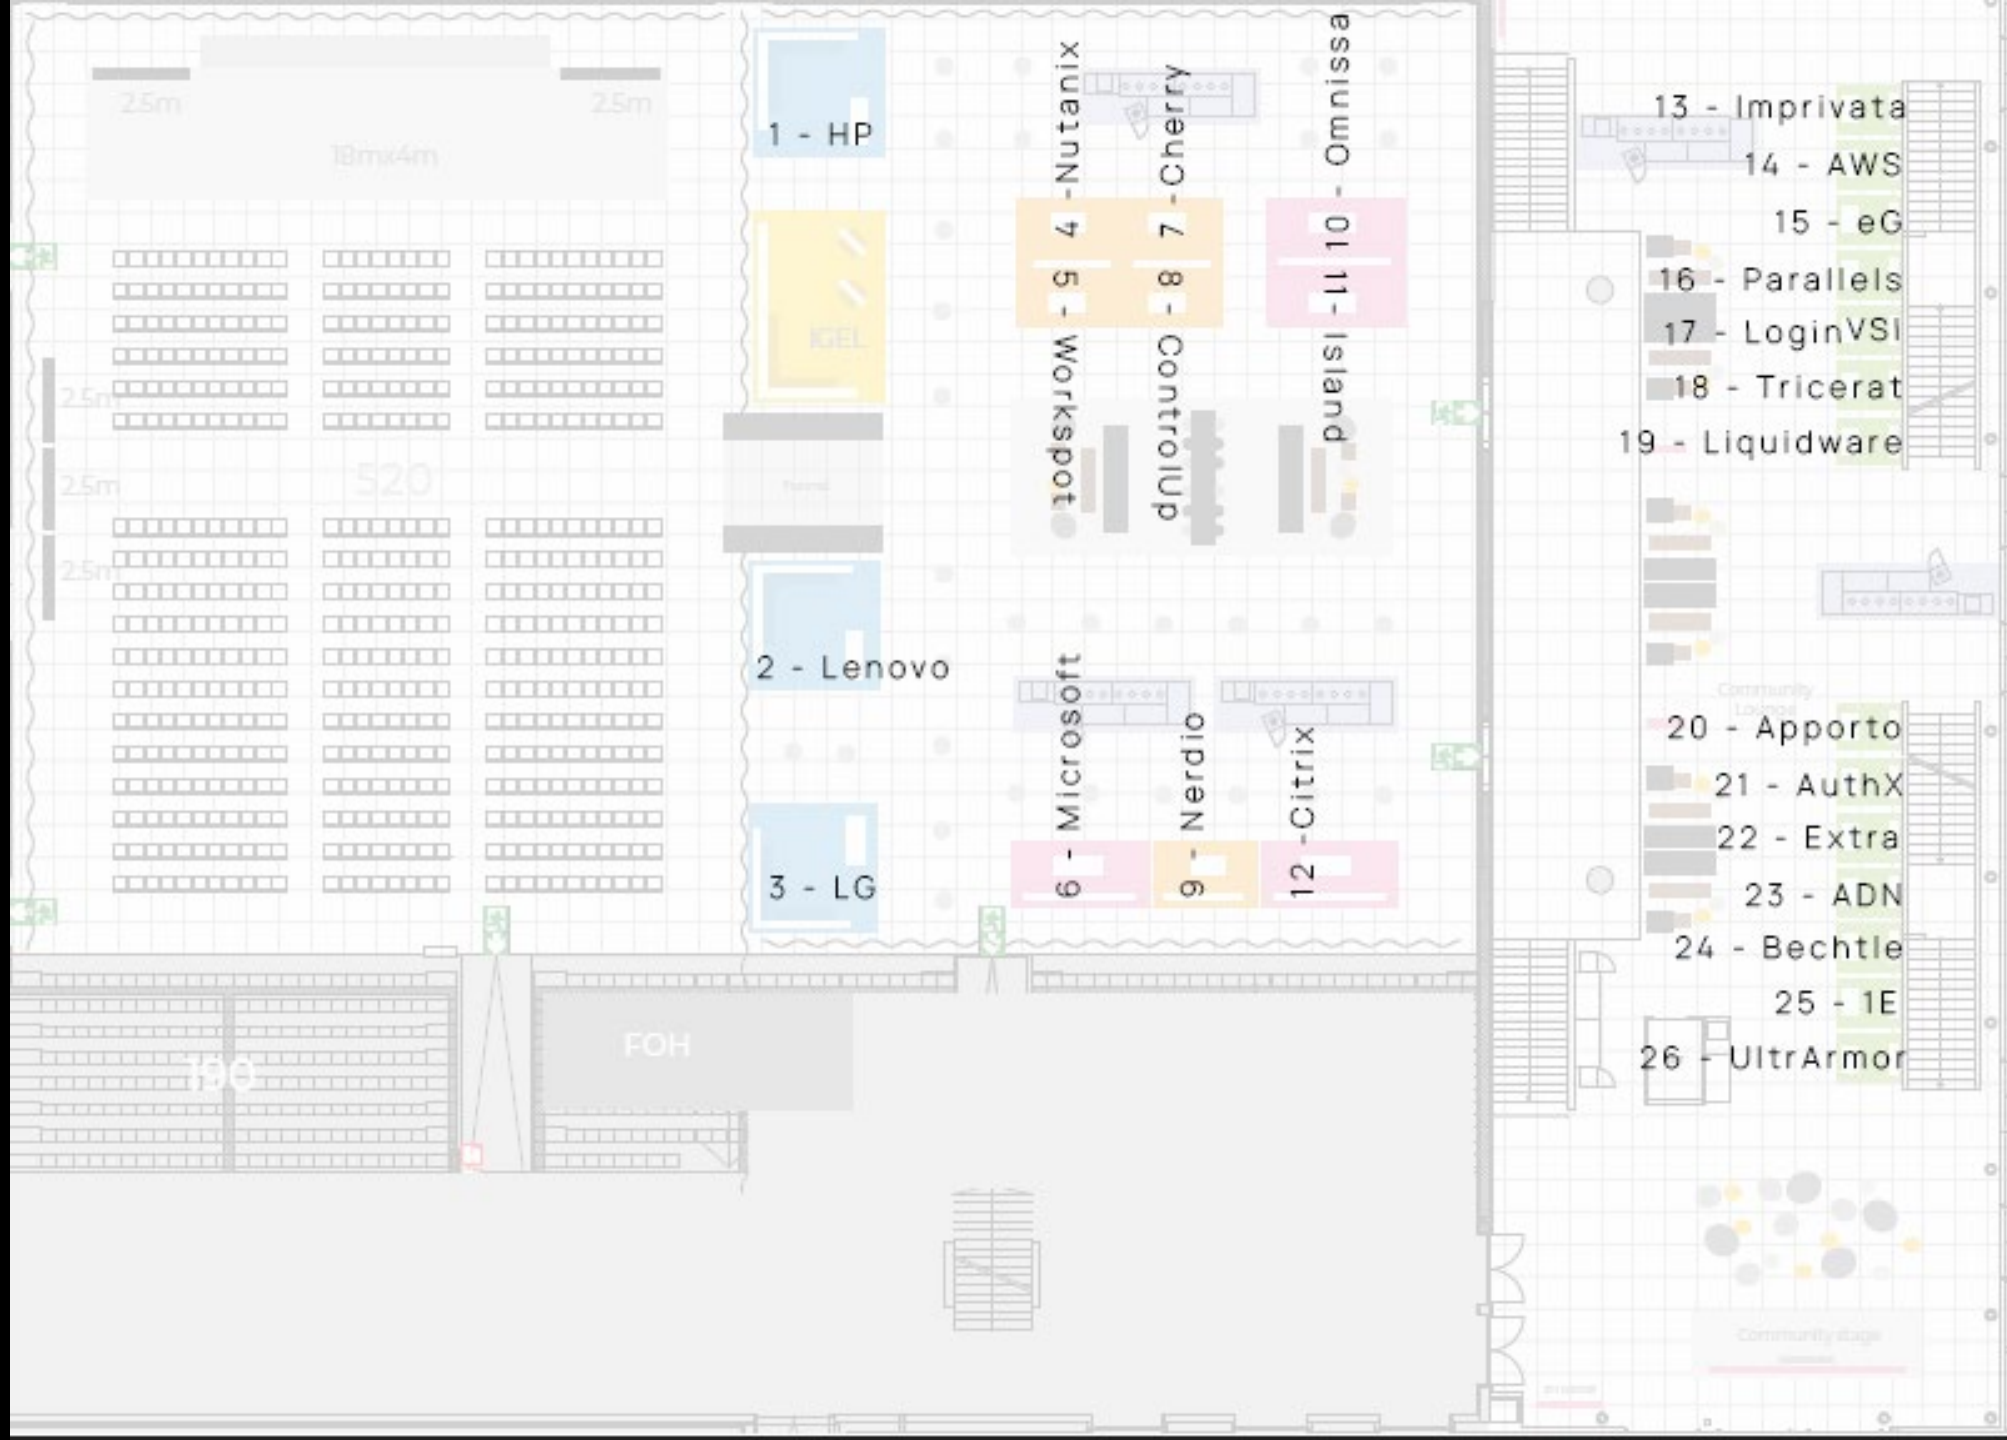 2.5m
2.5m
18mx4m
2.5m
2.5m
2.5m
520
190
FOH
1 - HP
IGEL
2 - Lenovo
3 - LG
4 -Nutanix
5 - Workspot
6 - Microsoft
7 -Cherry
8 - ControlUp
9 - Nerdio
10 - Omnissa
11 - Island
12 -Citrix
13 - Imprivata
14 - AWS
15 - eG
16 - Parallels
17 - LoginVSI
18 - Tricerat
19 - Liquidware
Community
Lounge
20 - Apporto
21 - AuthX
22 - Extra
23 - ADN
24 - Bechtle
25 - 1E
26 - UltrArmor
Community stage